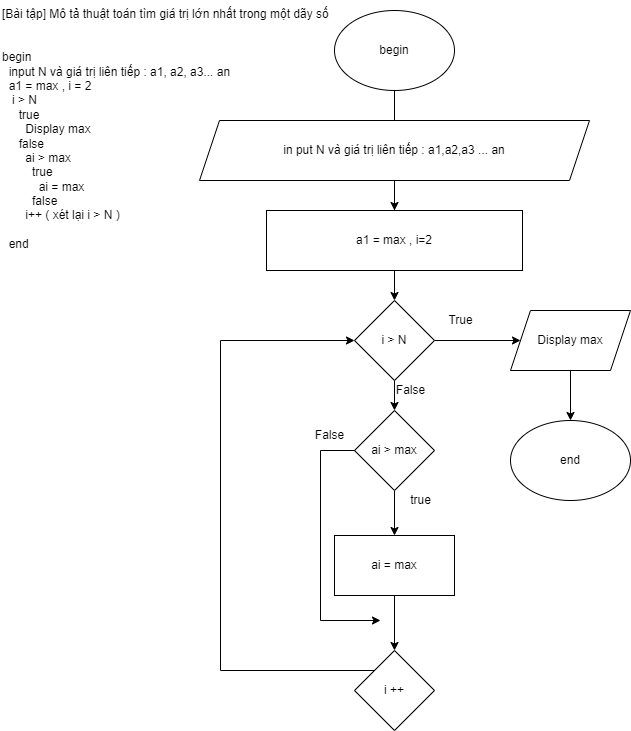 [Bài tập] Mô tả thuật toán tìm giá trị lớn nhất trong một dãy số
begin
input N và giá trị liên tiếp : a1, a2, a3... an
a1 = max , i = 2
i > N
true
Display max
false
ai > max
true
ai = max
false
i++ ( xét lại i > N )
end
begin
in put N và giá trị liên tiếp : a1,a2,a3 ... an
a1 = max , i=2
i > N
True
Display max
False
end
ai > max
False
true
ai = max
i ++